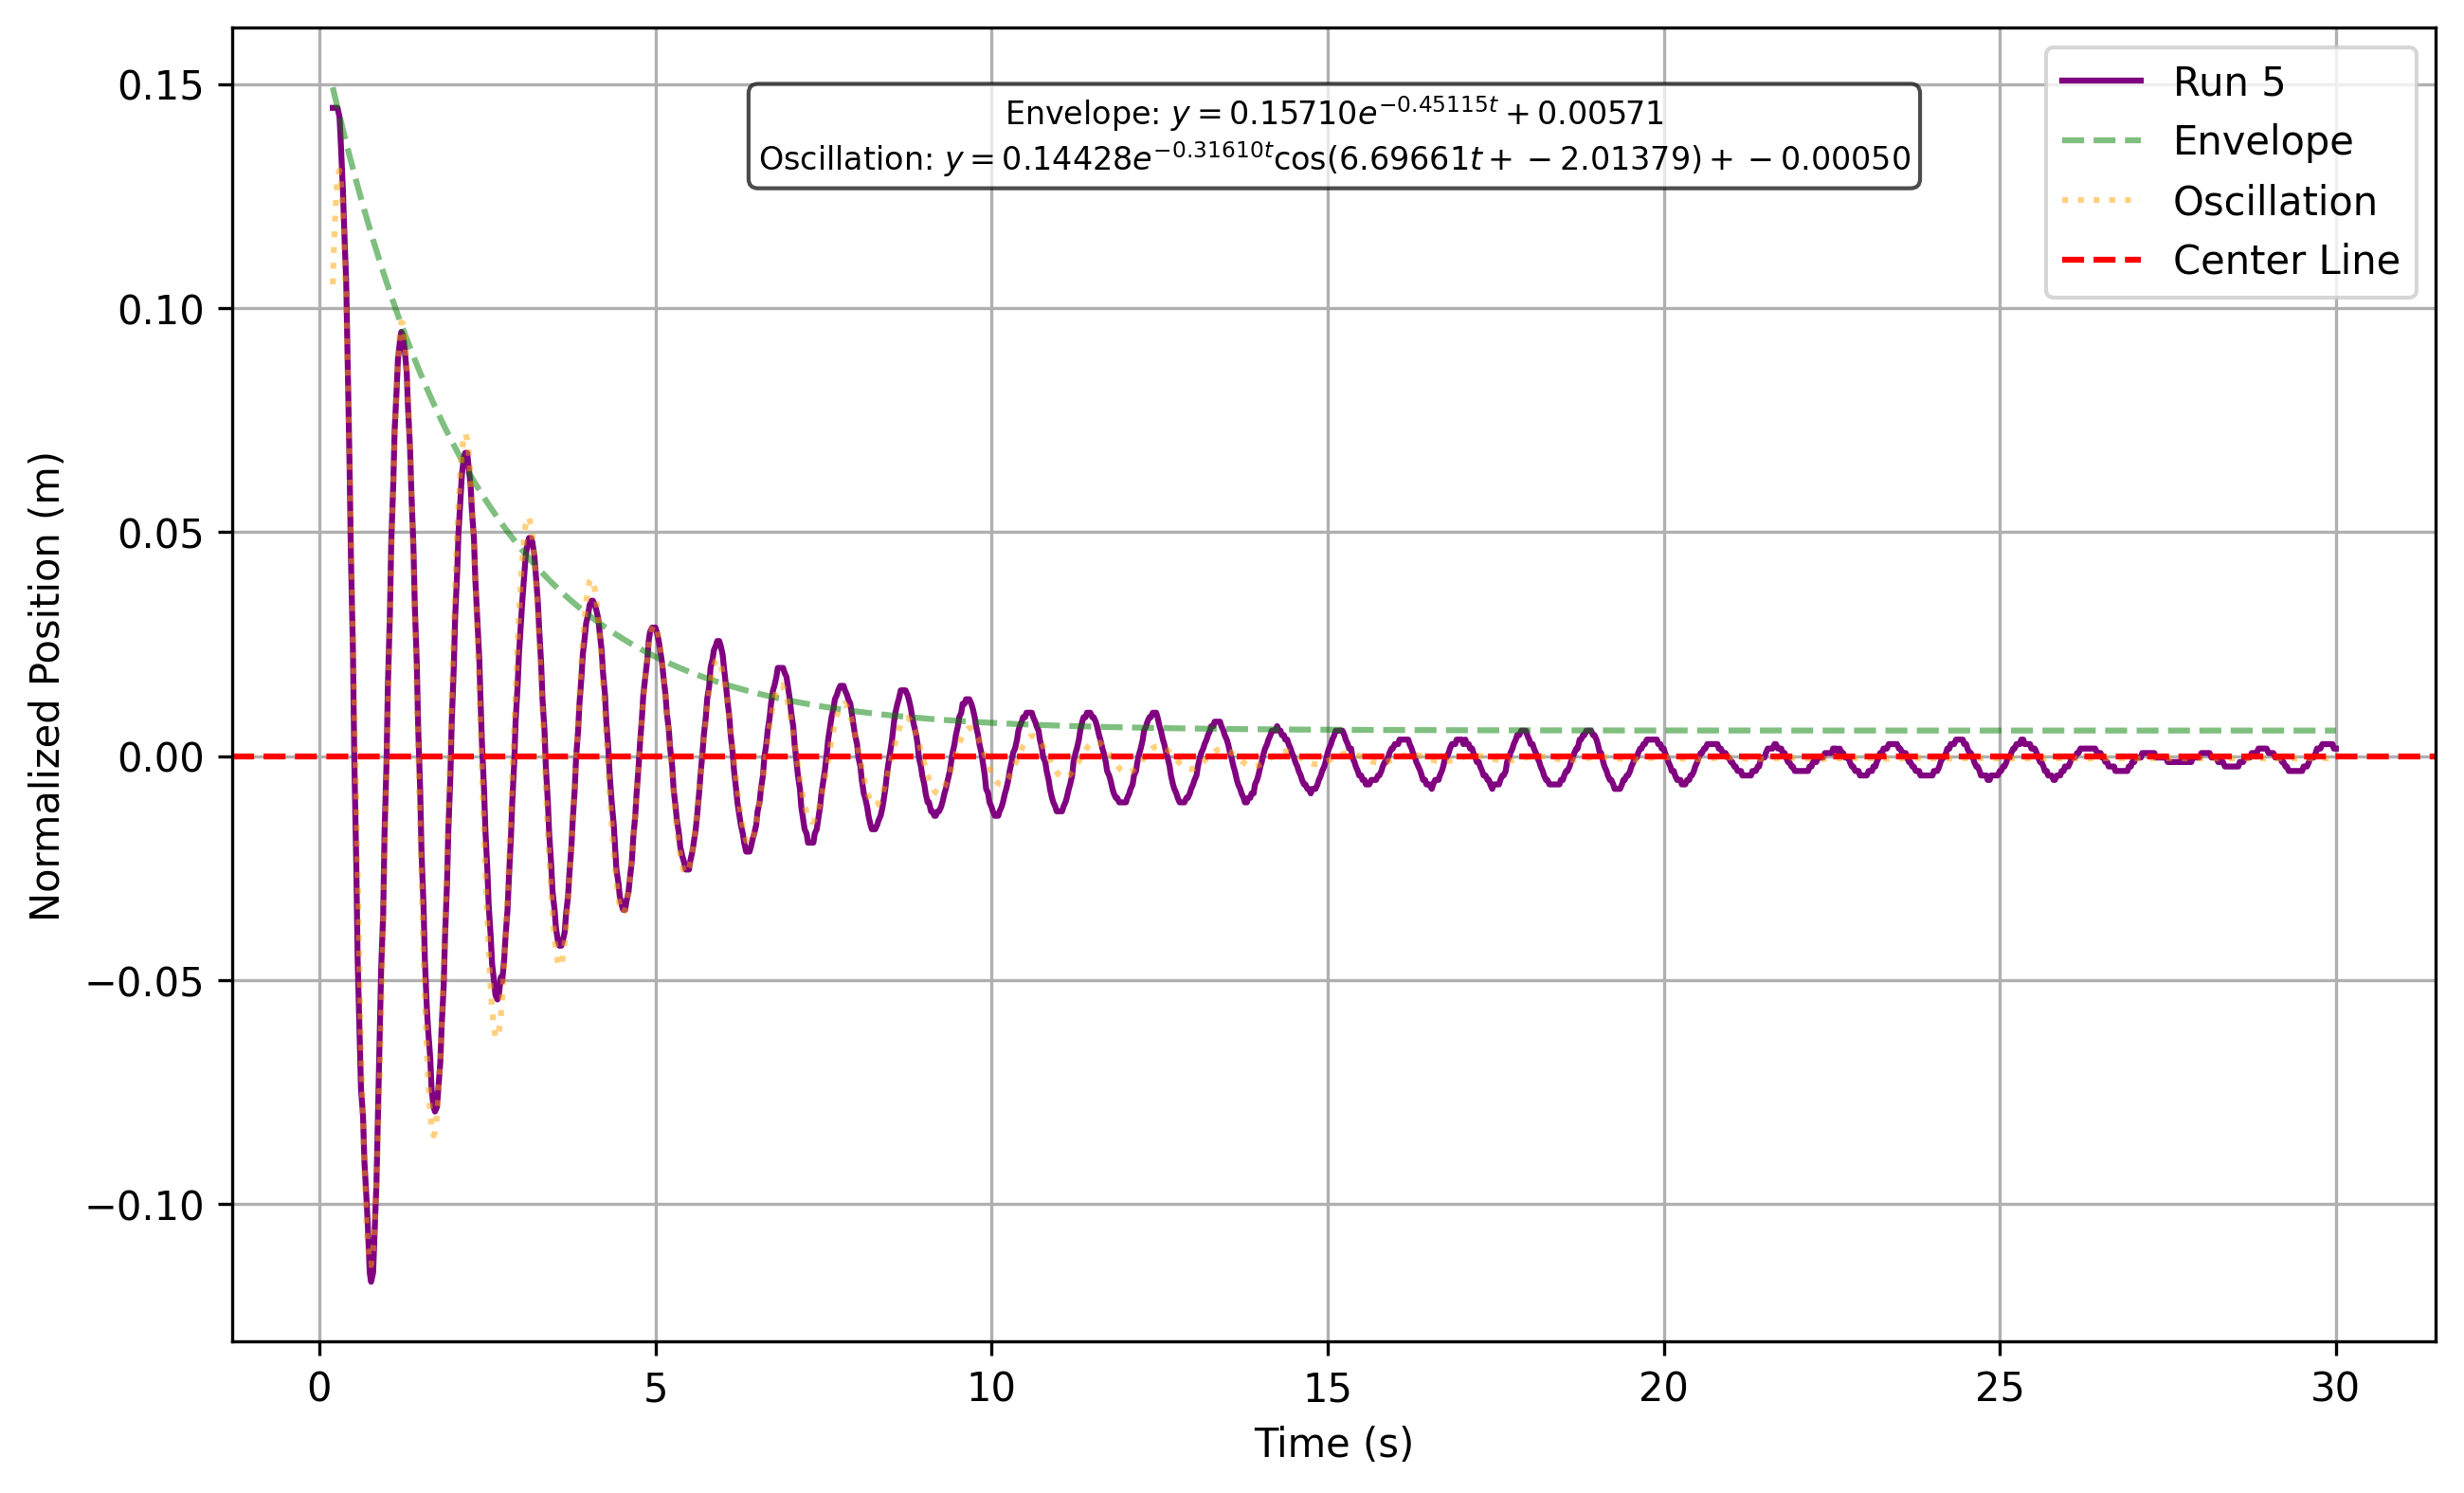 Envelope: y = 0.15710e^{-0.45115t} + 0.00571
Oscillation: y = 0.14428e^{-0.31610t}cos(6.69661t + −2.01379) + −0.00050
Run 5
Envelope
Oscillation
Center Line
0.15
0.10
0.05
0.00
−0.05
−0.10
Normalized Position (m)
0 5 10 15 20 25 30
Time (s)